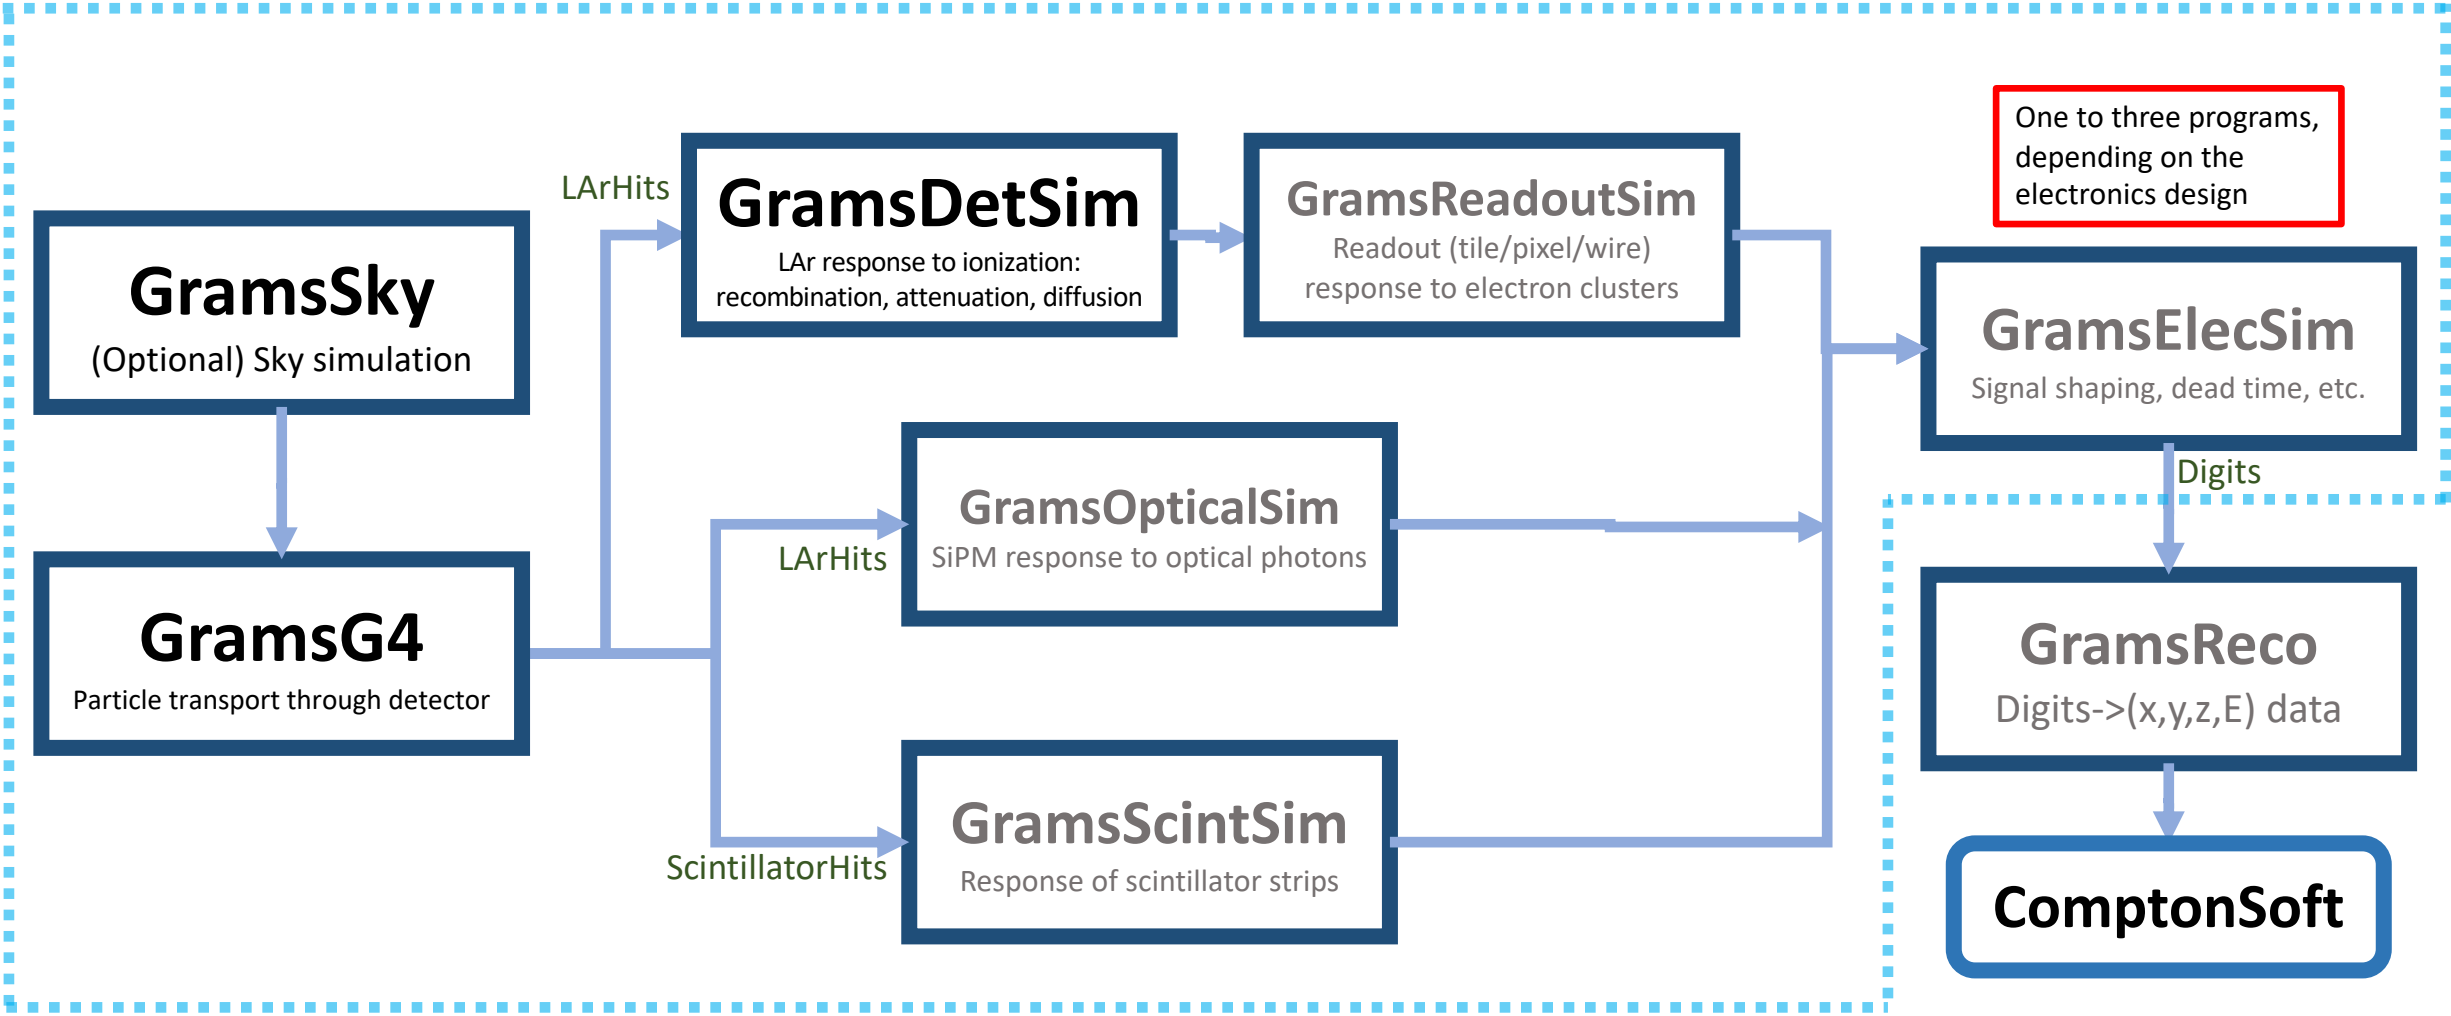 GramsSky
(Optional) Sky simulation
GramsG4
Particle transport through detector
LArHits
GramsDetSim
LAr response to ionization:
recombination, attenuation, diffusion
GramsReadoutSim
Readout (tile/pixel/wire)
response to electron clusters
LArHits
GramsOpticalSim
SiPM response to optical photons
ScintillatorHits
GramsScintSim
Response of scintillator strips
One to three programs,
depending on the
electronics design
GramsElecSim
Signal shaping, dead time, etc.
Digits
GramsReco
Digits->(x,y,z,E) data
ComptonSoft